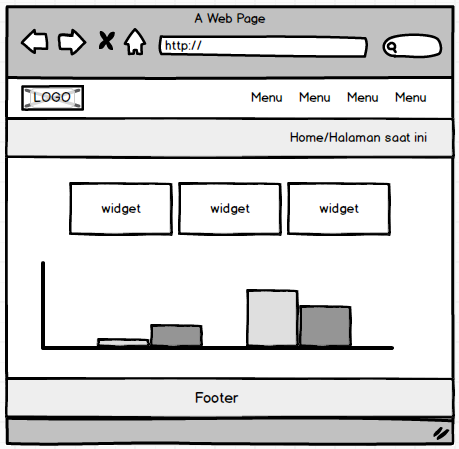 A Web Page
http://
LOGO
Menu Menu Menu Menu
Home/Halaman saat ini
widget widget widget
Footer